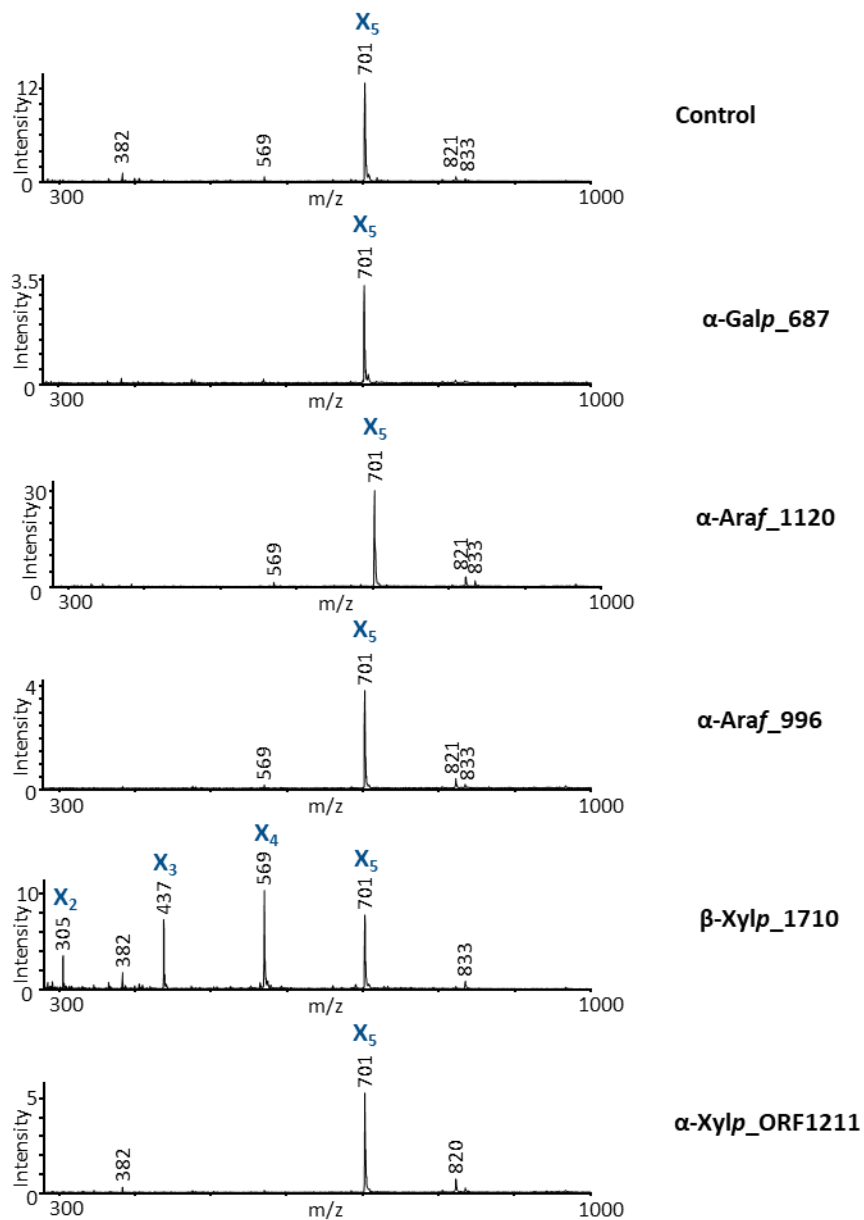 X₅
701
12
Intensity
382
569
821
833
0
300
m/z
1000
Control
X₅
701
3.5
Intensity
0
300
m/z
1000
α-Galp_687
X₅
701
30
Intensity
569
821
833
0
300
m/z
1000
α-Araf_1120
X₅
701
4
Intensity
569
821
833
0
300
m/z
1000
α-Araf_996
X₂
305
382
X₃
437
X₄
569
X₅
701
833
10
Intensity
0
300
m/z
1000
β-Xylp_1710
X₅
701
5
Intensity
382
820
0
300
m/z
1000
α-Xylp_ORF1211